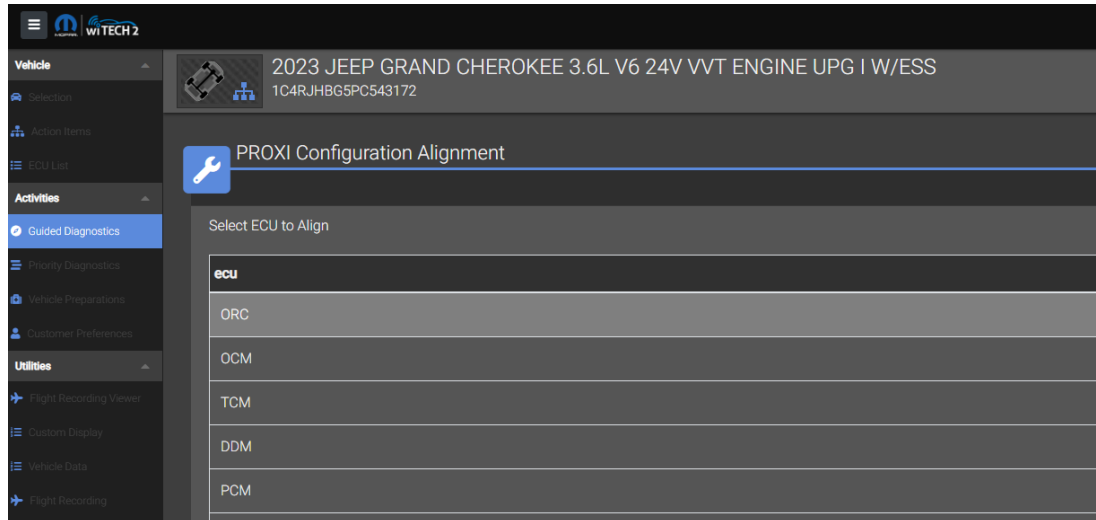 MOPAR wiTECH 2
Vehicle
Selection
Action Items
ECU List
Activities
Guided Diagnostics
Priority Diagnostics
Vehicle Preparations
Customer Preferences
Utilities
Flight Recording Viewer
Custom Display
Vehicle Data
Flight Recording
2023 JEEP GRAND CHEROKEE 3.6L V6 24V VVT ENGINE UPG I W/ESS
1C4RJHBG5PC543172
PROXI Configuration Alignment
Select ECU to Align
ecu
ORC
OCM
TCM
DDM
PCM